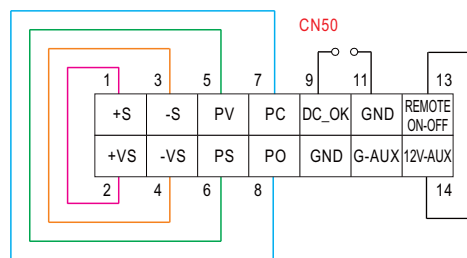 CN50
1 3 5 7 9 11 13
+S -S PV PC DC_OK GND REMOTE
ON-OFF
+VS -VS PS PO GND G-AUX 12V-AUX
2 4 6 8 14